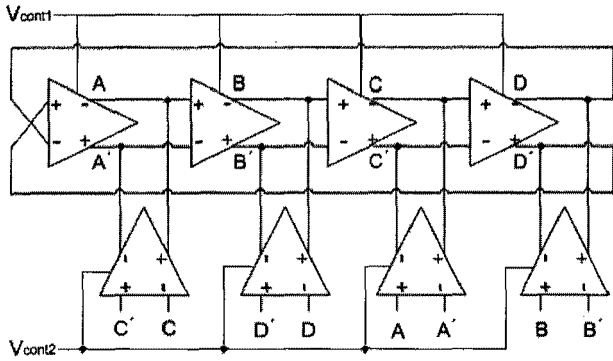 Vcont1
A B C D
+ - + - + - + -
- + - + - + - +
A' B' C' D'
- + - + - + - +
+ - + - + - + -
C' C D' D A A' B B'
Vcont2